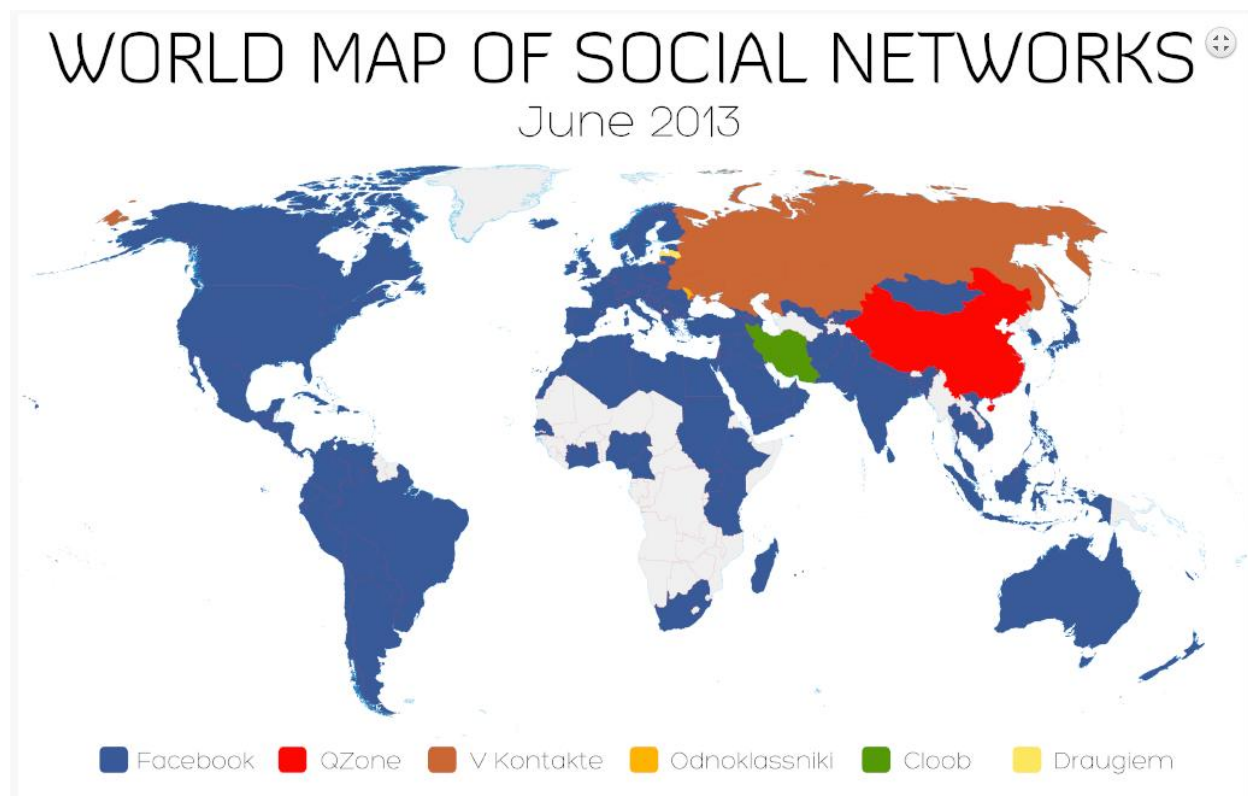 WORLD MAP OF SOCIAL NETWORKS
June 2013
Facebook QZone V Kontakte Odnoklassniki Cloob Draugiem